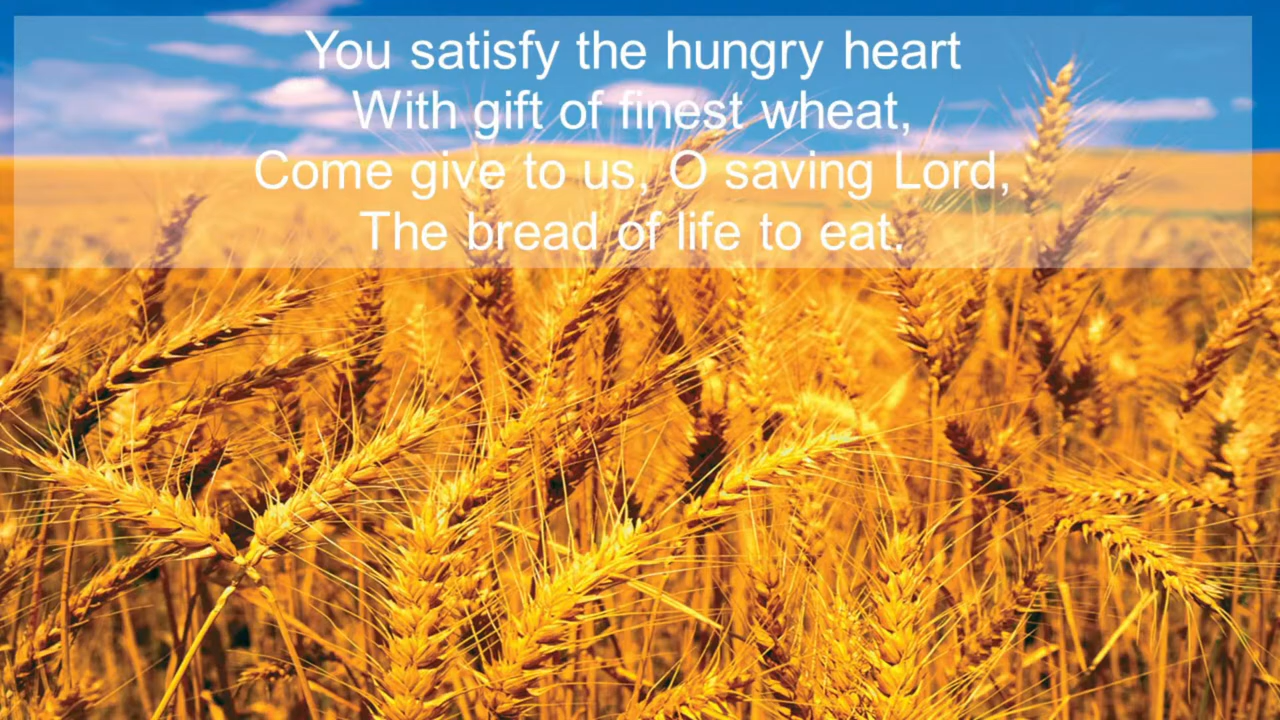 You satisfy the hungry heart
With gift of finest wheat,
Come give to us, O saving Lord,
The bread of life to eat.